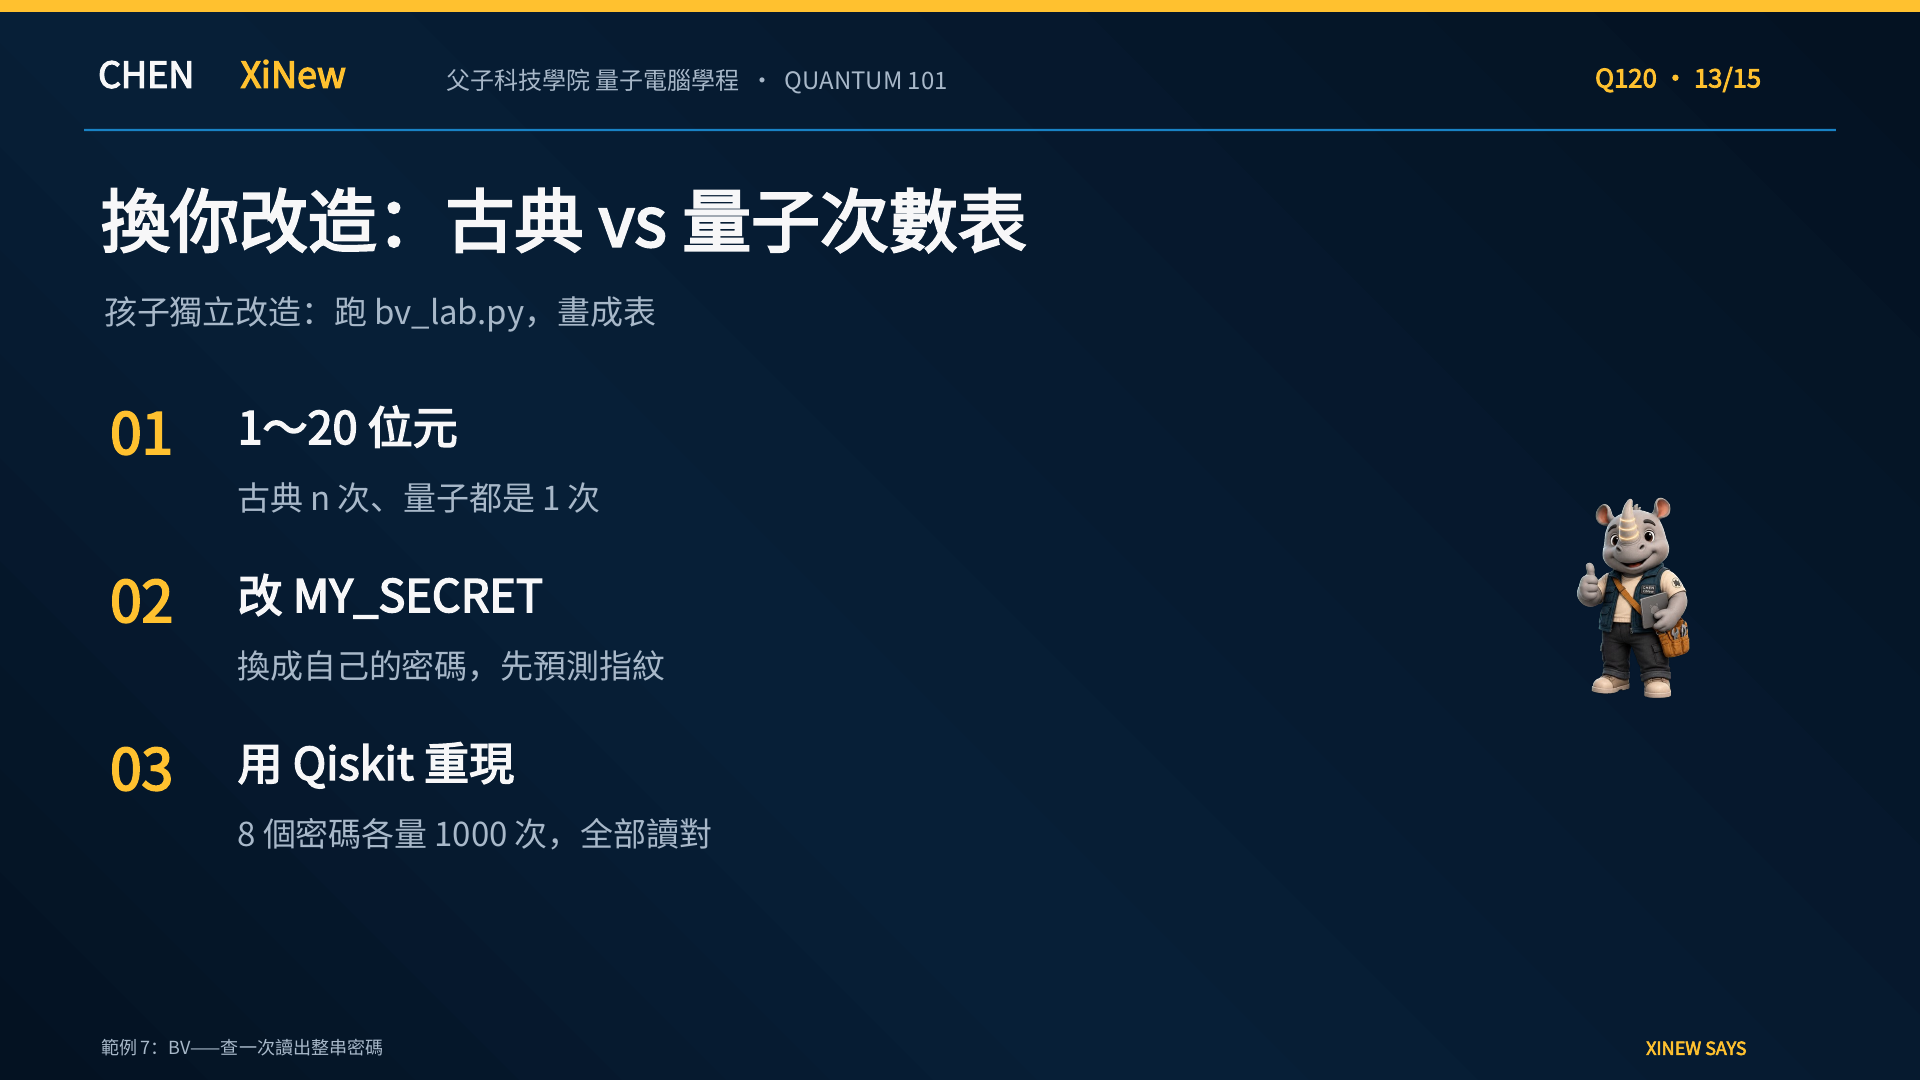 CHEN XiNew 父子科技學院 量子電腦學程 · QUANTUM 101 Q120 · 13/15
換你改造：古典 vs 量子次數表
孩子獨立改造：跑 bv_lab.py，畫成表
01 1～20 位元
古典 n 次、量子都是 1 次
02 改 MY_SECRET
換成自己的密碼，先預測指紋
03 用 Qiskit 重現
8 個密碼各量 1000 次，全部讀對
範例 7：BV——查一次讀出整串密碼 XINEW SAYS